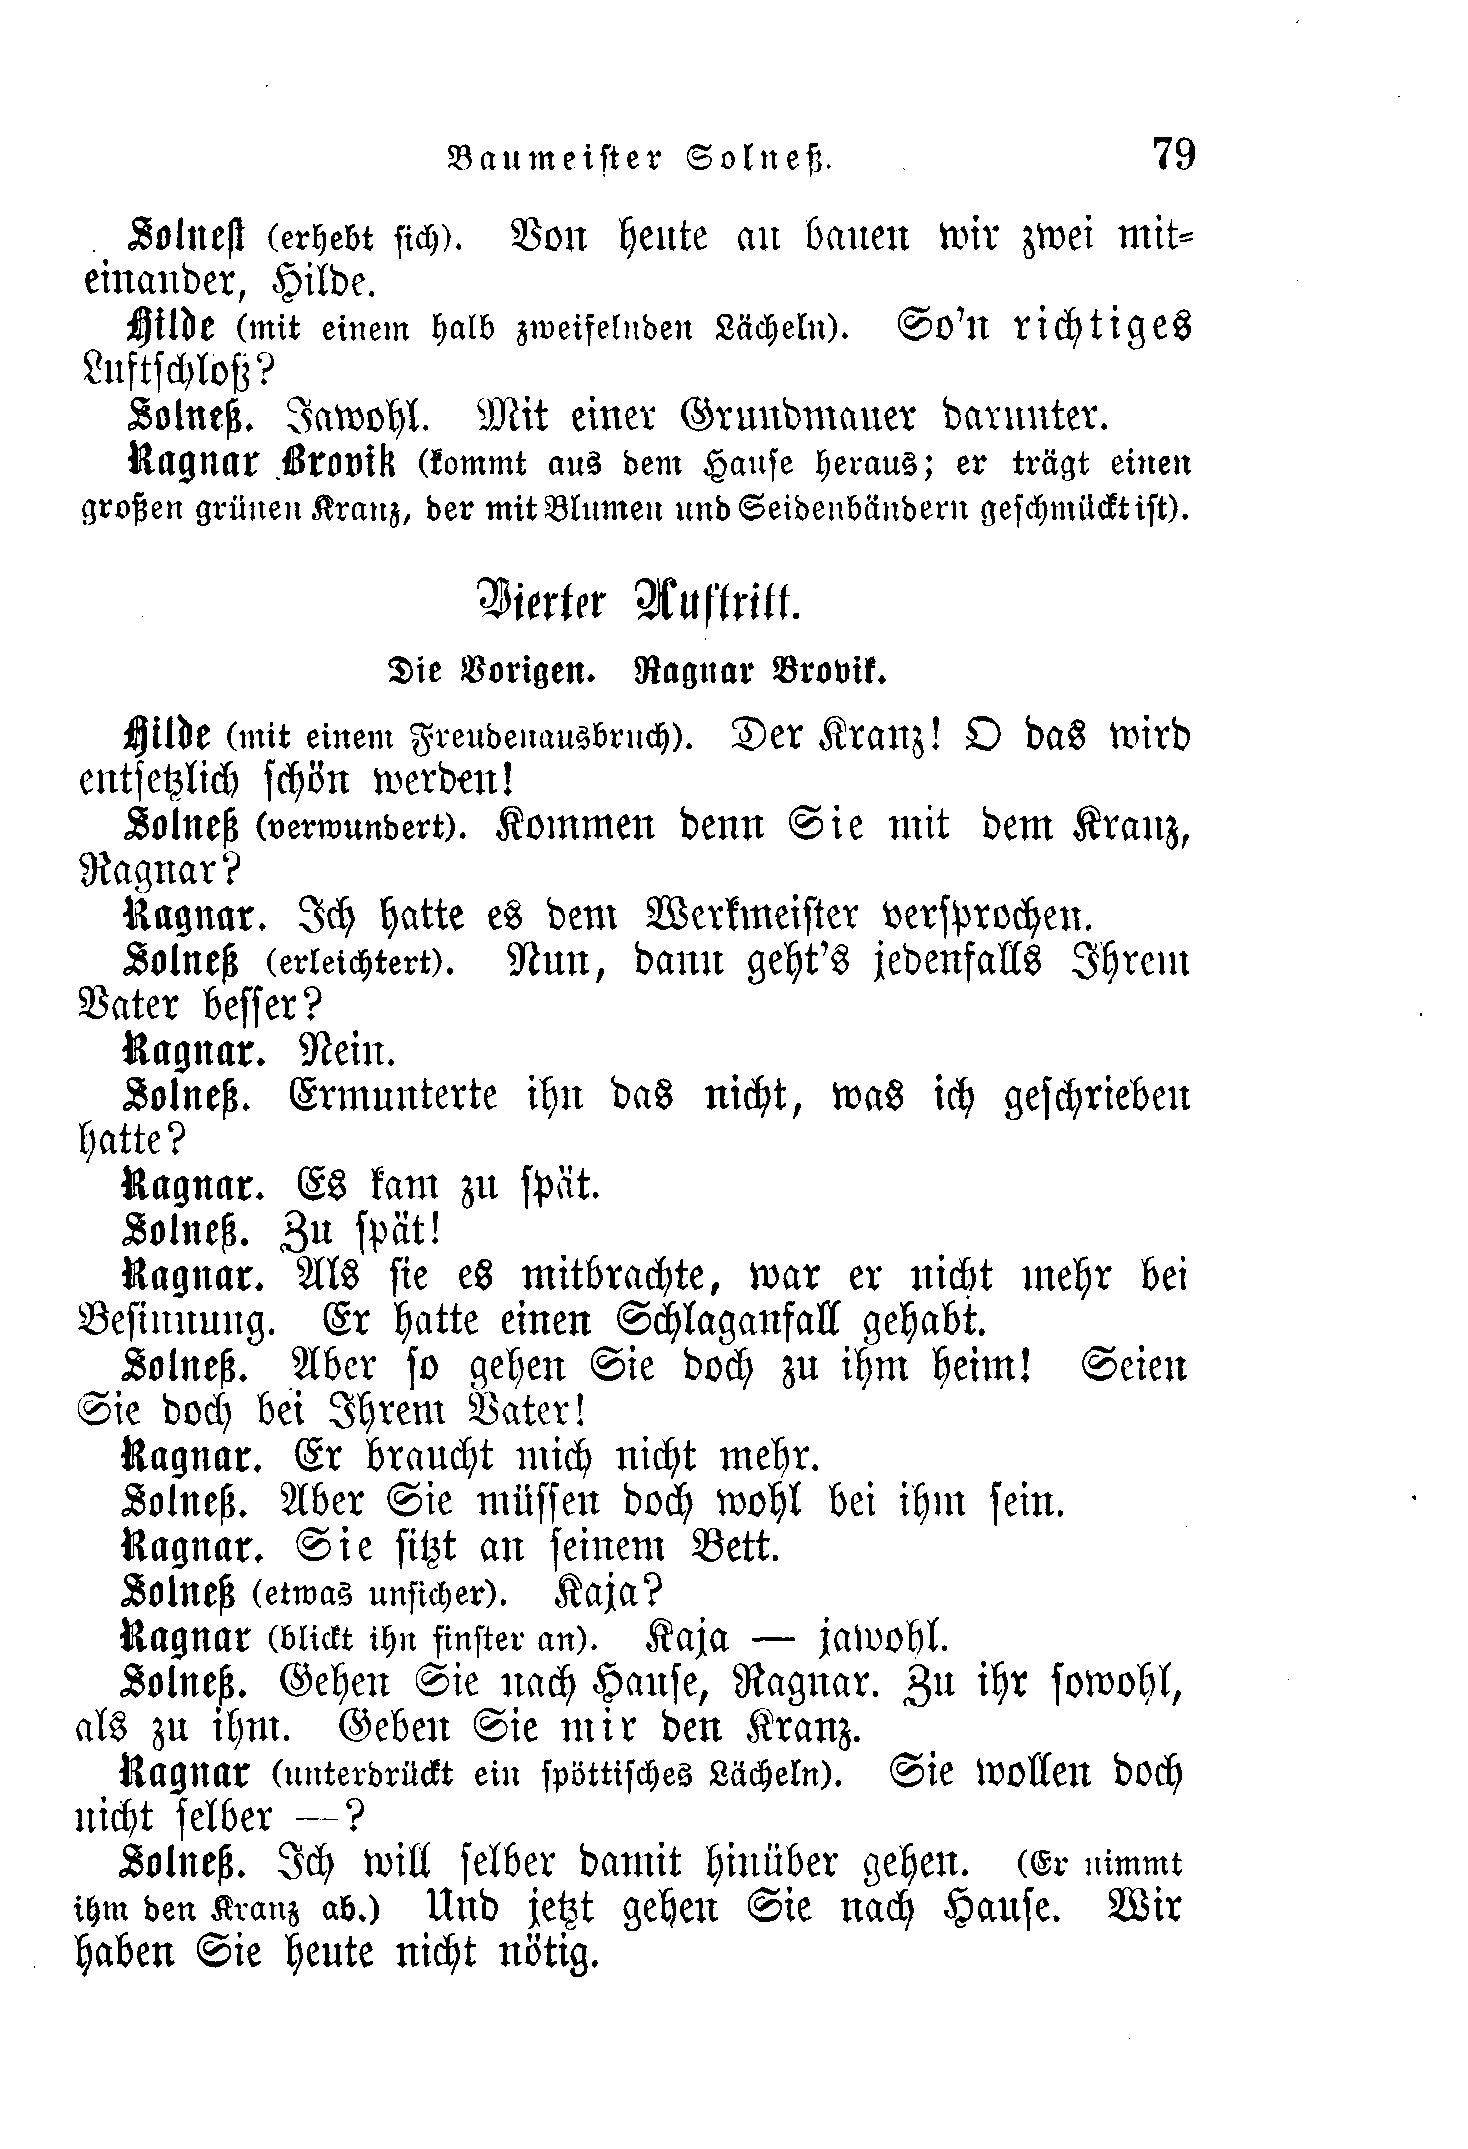 Baumeister Solneß. 79
Solneß (erhebt sich). Von heute an bauen wir zwei mit-
einander, Hilde.
Hilde (mit einem halb zweifelnden Lächeln). So'n richtiges
Luftschloß?
Solneß. Jawohl. Mit einer Grundmauer darunter.
Ragnar Brovik (kommt aus dem Hause heraus; er trägt einen
großen grünen Kranz, der mit Blumen und Seidenbändern geschmückt ist).
Vierter Auftritt.
Die Vorigen. Ragnar Brovik.
Hilde (mit einem Freudenausbruch). Der Kranz! O das wird
entsetzlich schön werden!
Solneß (verwundert). Kommen denn Sie mit dem Kranz,
Ragnar?
Ragnar. Ich hatte es dem Werkmeister versprochen.
Solneß (erleichtert). Nun, dann geht's jedenfalls Ihrem
Vater besser?
Ragnar. Nein.
Solneß. Ermunterte ihn das nicht, was ich geschrieben
hatte?
Ragnar. Es kam zu spät.
Solneß. Zu spät!
Ragnar. Als sie es mitbrachte, war er nicht mehr bei
Besinnung. Er hatte einen Schlaganfall gehabt.
Solneß. Aber so gehen Sie doch zu ihm heim! Seien
Sie doch bei Ihrem Vater!
Ragnar. Er braucht mich nicht mehr.
Solneß. Aber Sie müssen doch wohl bei ihm sein.
Ragnar. Sie sitzt an seinem Bett.
Solneß (etwas unsicher). Kaja?
Ragnar (blickt ihn finster an). Kaja — jawohl.
Solneß. Gehen Sie nach Hause, Ragnar. Zu ihr sowohl,
als zu ihm. Geben Sie mir den Kranz.
Ragnar (unterdrückt ein spöttisches Lächeln). Sie wollen doch
nicht selber —?
Solneß. Ich will selber damit hinüber gehen. (Er nimmt
ihm den Kranz ab.) Und jetzt gehen Sie nach Hause. Wir
haben Sie heute nicht nötig.